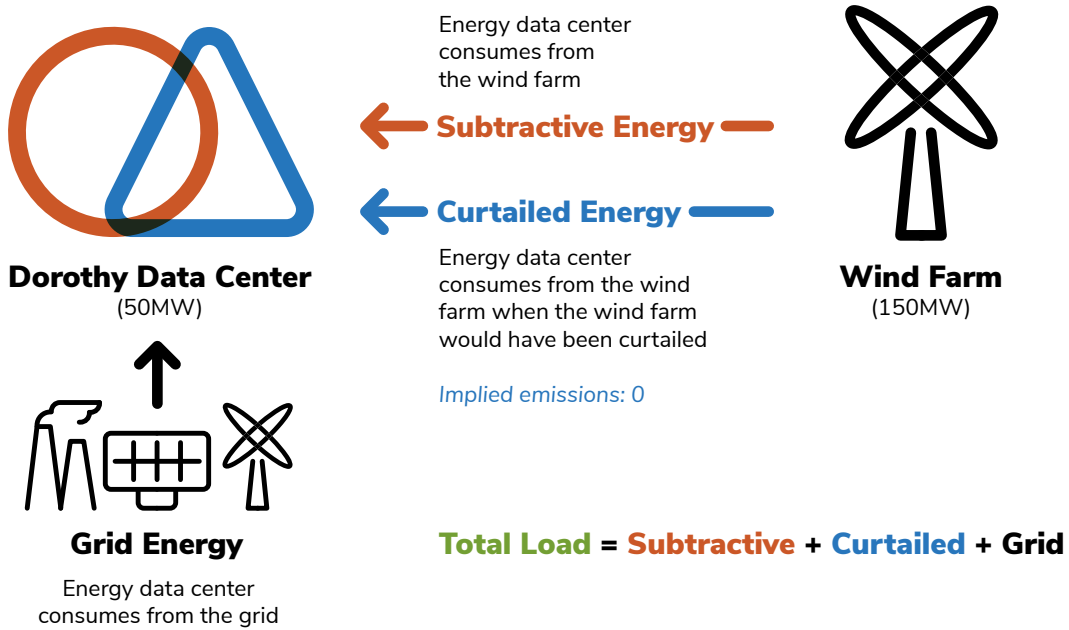 Energy data center
consumes from
the wind farm
Subtractive Energy
Curtailed Energy
Energy data center
consumes from the wind
farm when the wind farm
would have been curtailed
Implied emissions: 0
Dorothy Data Center
(50MW)
Wind Farm
(150MW)
Grid Energy
Energy data center
consumes from the grid
Total Load = Subtractive + Curtailed + Grid